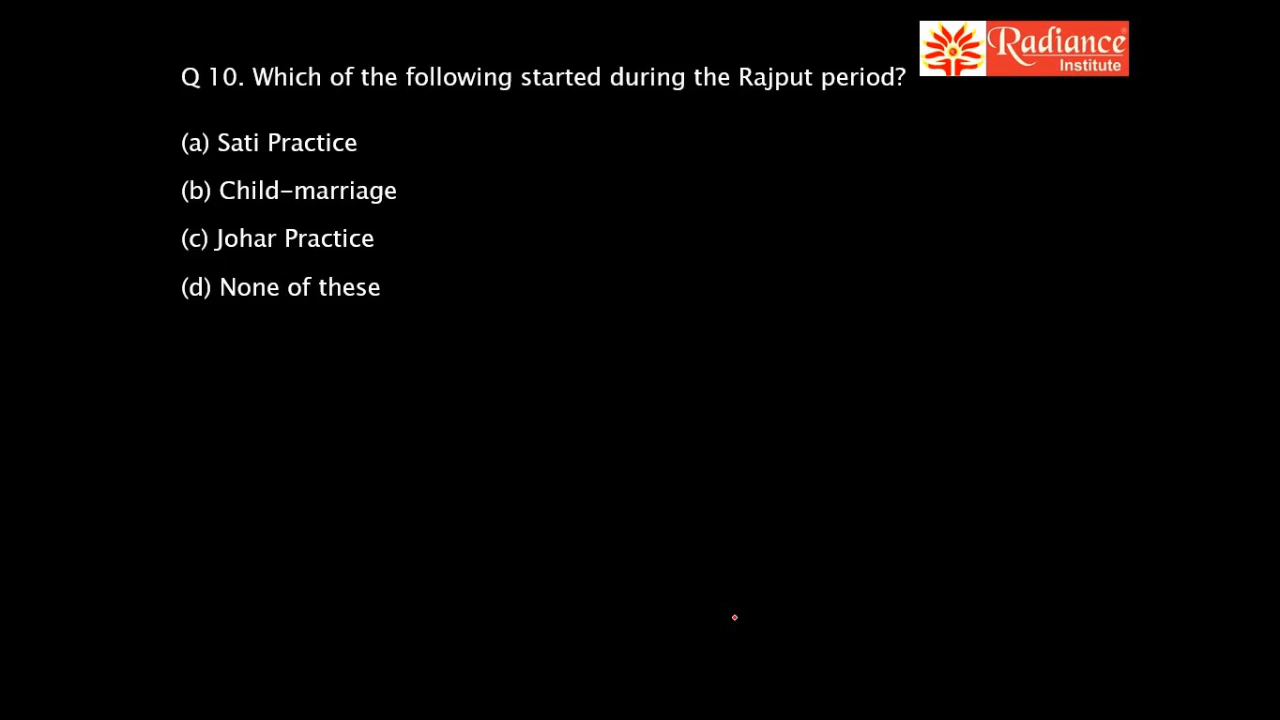 Radiance
Institute
Q 10. Which of the following started during the Rajput period?
(a) Sati Practice
(b) Child-marriage
(c) Johar Practice
(d) None of these